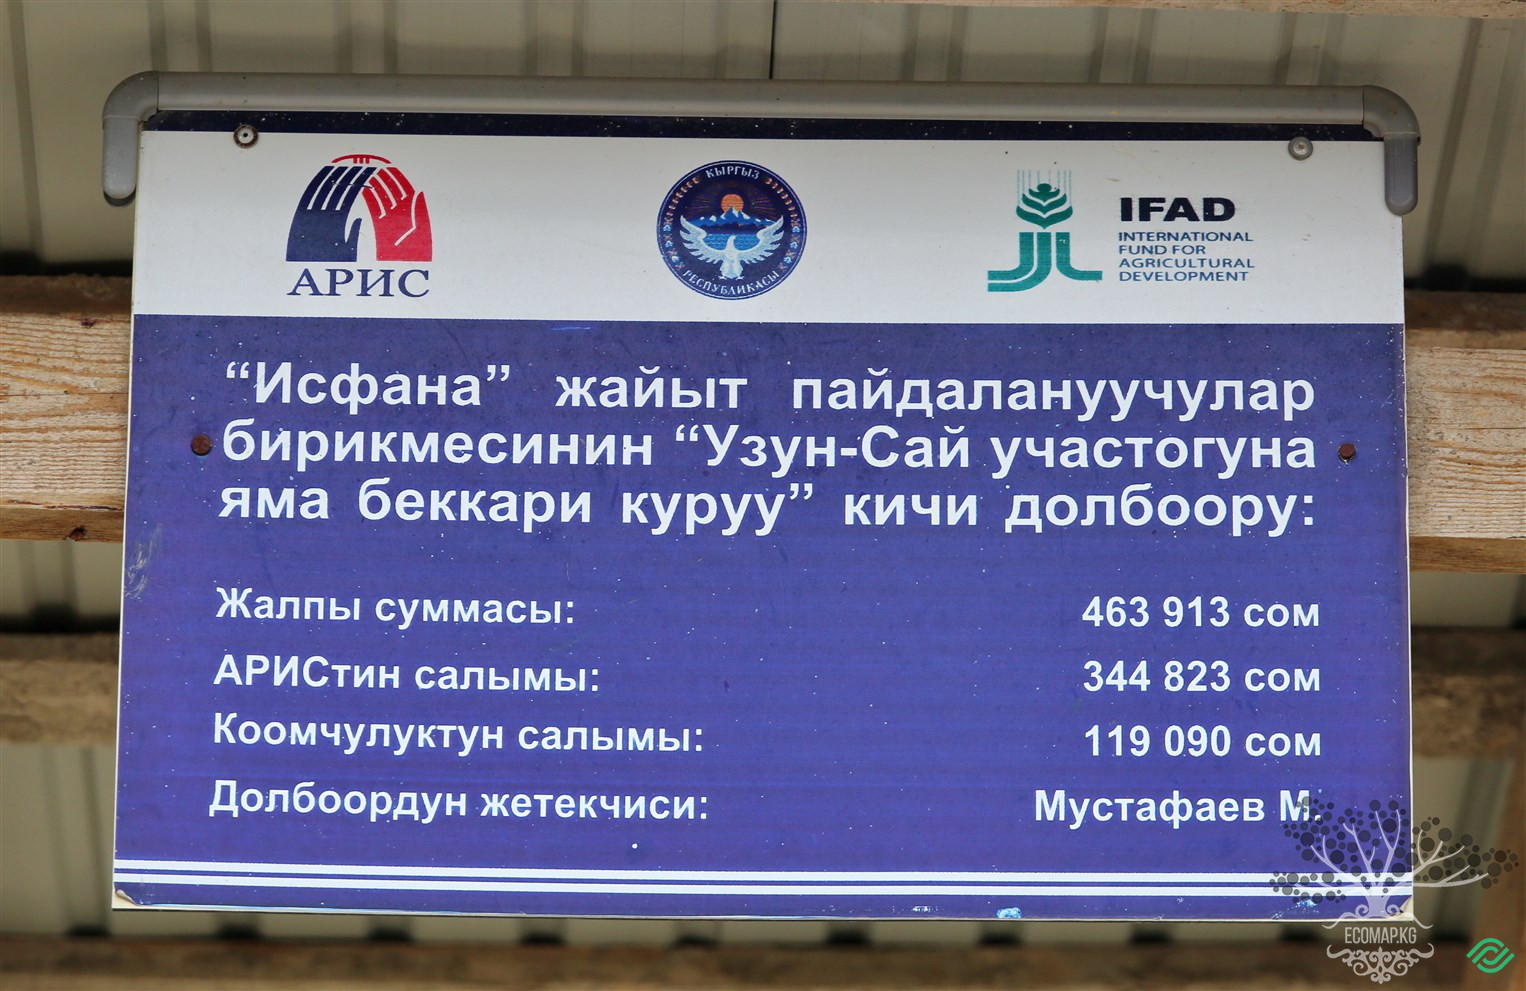 АРИС
КЫРГЫЗ
РЕСПУБЛИКАСЫ
IFAD
INTERNATIONAL
FUND FOR
AGRICULTURAL
DEVELOPMENT
“Исфана” жайыт пайдалануучулар
бирикмесинин “Узун-Сай участогуна
яма беккари куруу” кичи долбоору:
Жалпы суммасы: 463 913 сом
АРИСтин салымы: 344 823 сом
Коомчулуктун салымы: 119 090 сом
Долбоордун жетекчиси: Мустафаев М.
ECOMAP.KG